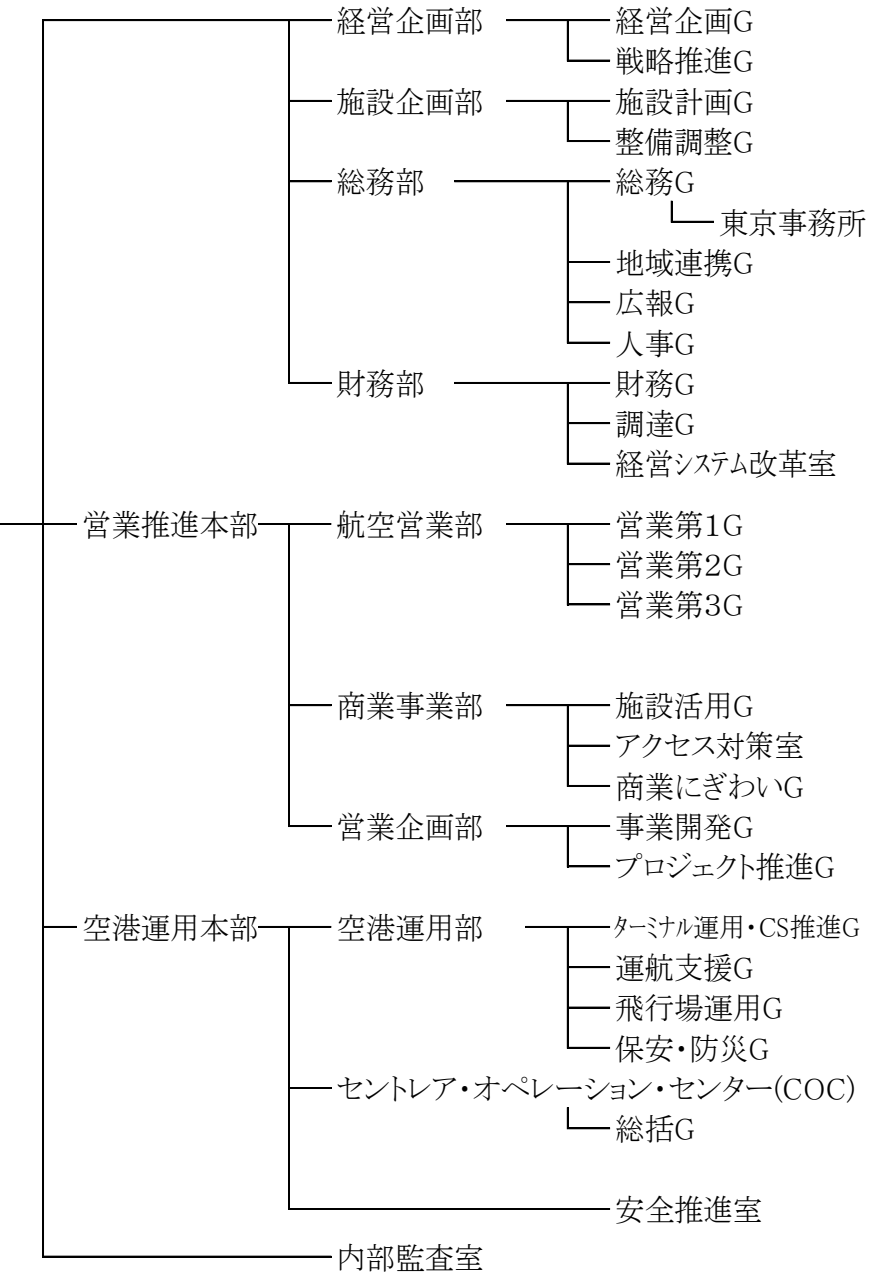 経営企画部 経営企画G
戦略推進G
施設企画部 施設計画G
整備調整G
総務部 総務G
東京事務所
地域連携G
広報G
人事G
財務部 財務G
調達G
経営システム改革室
営業推進本部 航空営業部 営業第1G
営業第2G
営業第3G
商業事業部 施設活用G
アクセス対策室
商業にぎわいG
営業企画部 事業開発G
プロジェクト推進G
空港運用本部 空港運用部 ターミナル運用・CS推進G
運航支援G
飛行場運用G
保安・防災G
セントレア・オペレーション・センター(COC)
総括G
安全推進室
内部監査室